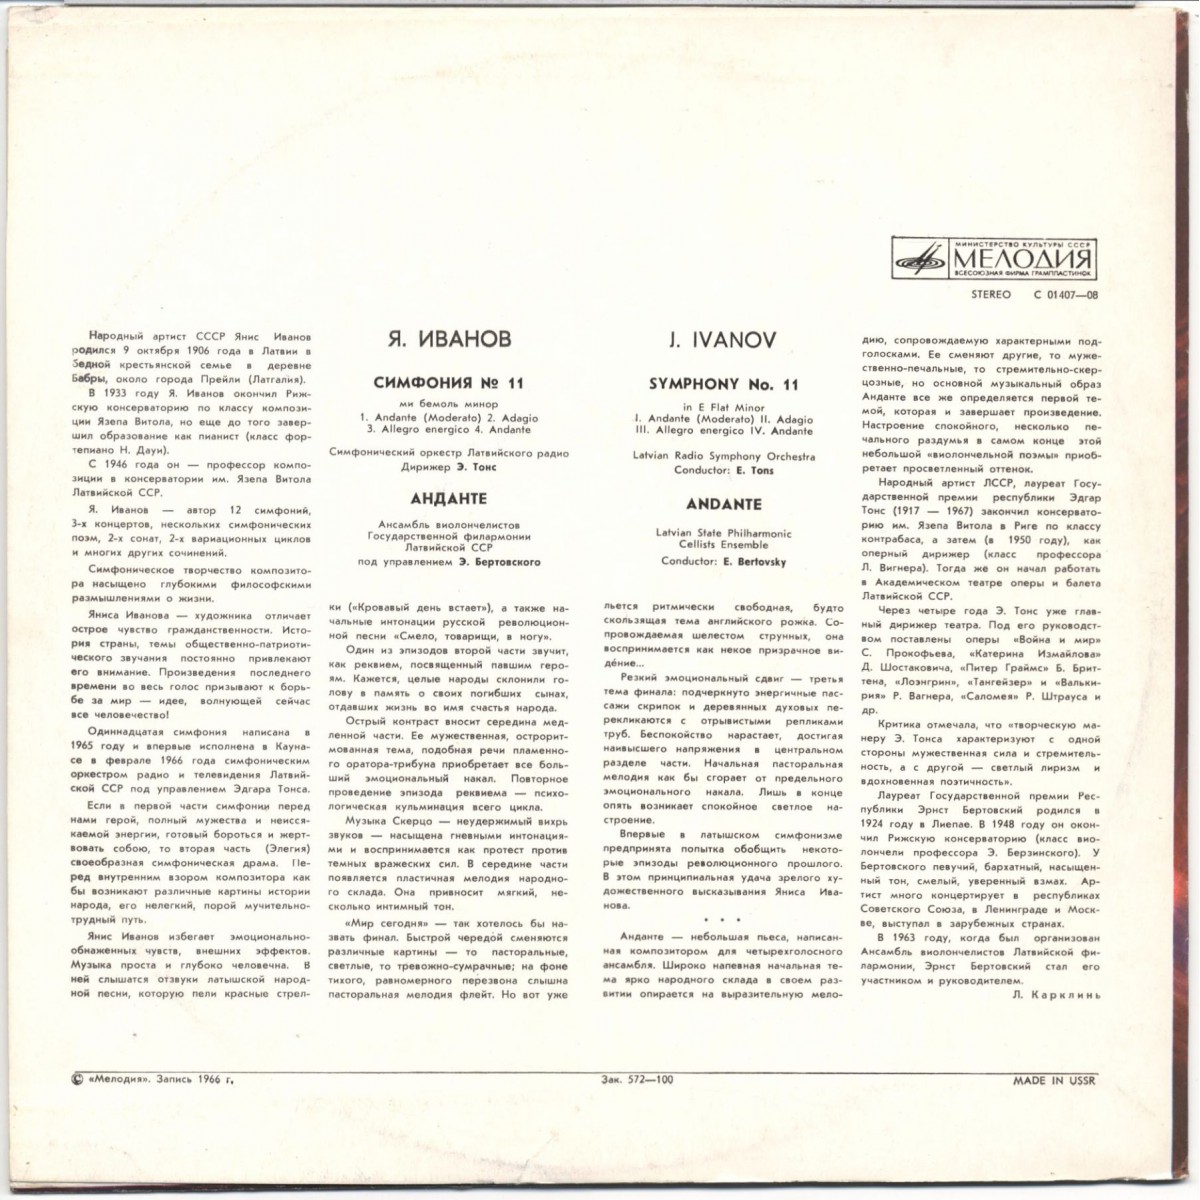 МИНИСТЕРСТВО КУЛЬТУРЫ СССР
МЕЛОДИЯ
ВСЕСОЮЗНАЯ ФИРМА ГРАМПЛАСТИНОК
STEREO С 01407—08
Народный артист СССР Янис Иванов
родился 9 октября 1906 года в Латвии в
бедной крестьянской семье в деревне
Бабры, около города Прейли (Латгалия).
В 1933 году Я. Иванов окончил Риж-
скую консерваторию по классу компози-
ции Язепа Витола, но еще до того завер-
шил образование как пианист (класс фор-
тепиано Н. Дауи).
С 1946 года он — профессор компо-
зиции в консерватории им. Язепа Витола
Латвийской ССР.
Я. Иванов — автор 12 симфоний,
3-х концертов, нескольких симфонических
поэм, 2-х сонат, 2-х вариационных циклов
и многих других сочинений.
Симфоническое творчество композито-
ра насыщено глубокими философскими
размышлениями о жизни.
Яниса Иванова — художника отличает
острое чувство гражданственности. Исто-
рия страны, темы общественно-патриоти-
ческого звучания постоянно привлекают
его внимание. Произведения последнего
времени во весь голос призывают к борь-
бе за мир — идее, волнующей сейчас
все человечество!
Одиннадцатая симфония написана в
1965 году и впервые исполнена в Кауна-
се в феврале 1966 года симфоническим
оркестром радио и телевидения Латвий-
ской ССР под управлением Эдгара Тонса.
Если в первой части симфонии перед
нами герой, полный мужества и неисся-
каемой энергии, готовый бороться и жерт-
вовать собою, то вторая часть (Элегия)
своеобразная симфоническая драма. Пе-
ред внутренним взором композитора как
бы возникают различные картины истории
народа, его нелегкий, порой мучительно-
трудный путь.
Янис Иванов избегает эмоционально-
обнаженных чувств, внешних эффектов.
Музыка проста и глубоко человечна. В
ней слышатся отзвуки латышской народ-
ной песни, которую пели красные стрел-
Я. ИВАНОВ
СИМФОНИЯ № 11
ми бемоль минор
1. Andante (Moderato) 2. Adagio
3. Allegro energico 4. Andante
Симфонический оркестр Латвийского радио
Дирижер Э. Тонс
АНДАНТЕ
Ансамбль виолончелистов
Государственной филармонии
Латвийской ССР
под управлением Э. Бертовского
ки («Кровавый день встает»), а также на-
чальные интонации русской революцион-
ной песни «Смело, товарищи, в ногу».
Один из эпизодов второй части звучит,
как реквием, посвященный павшим геро-
ям. Кажется, целые народы склонили го-
лову в память о своих погибших сынах,
отдавших жизнь во имя счастья народа.
Острый контраст вносит середина мед-
ленной части. Ее мужественная, остроритм-
мованная тема, подобная речи пламенно-
го оратора-трибуна приобретает все боль-
ший эмоциональный накал. Повторное
проведение эпизода реквиема — психо-
логическая кульминация всего цикла.
Музыка Скерцо — неудержимый вихрь
звуков — насыщена гневными интонация-
ми и воспринимается как протест против
темных вражеских сил. В середине части
появляется пластичная мелодия народно-
го склада. Она привносит мягкий, не-
сколько интимный тон.
«Мир сегодня» — так хотелось бы на-
звать финал. Быстрой чередой сменяются
различные картины — то пасторальные,
светлые, то тревожно-сумрачные; на фоне
тихого, равномерного перезвона слышна
пасторальная мелодия флейт. Но вот уже
J. IVANOV
SYMPHONY No. 11
in E Flat Minor
I. Andante (Moderato) II. Adagio
III. Allegro energico IV. Andante
Latvian Radio Symphony Orchestra
Conductor: E. Tons
ANDANTE
Latvian State Philharmonic
Cellists Ensemble
Conductor: E. Bertovsky
льется ритмически свободная, будто
скользящая тема английского рожка. Со-
провождаемая шелестом струнных, она
воспринимается как некое призрачное ви-
дéние...
Резкий эмоциональный сдвиг — третья
тема финала: подчеркнуто энергичные пас-
сажи скрипок и деревянных духовых пе-
рекликаются с отрывистыми репликами
труб. Беспокойство нарастает, достигая
наивысшего напряжения в центральном
разделе части. Начальная пасторальная
мелодия как бы сгорает от предельного
эмоционального накала. Лишь в конце
опять возникает спокойное светлое на-
строение.
Впервые в латышском симфонизме
предпринята попытка обобщить некото-
рые эпизоды революционного прошлого.
В этом принципиальная удача зрелого ху-
дожественного высказывания Яниса Ива-
нова.
* * *
Анданте — небольшая пьеса, написан-
ная композитором для четырехголосного
ансамбля. Широко напевная начальная те-
ма ярко народного склада в своем раз-
витии опирается на выразительную мело-
дию, сопровождаемую характерными под-
голосками. Ее сменяют другие, то муже-
ственно-печальные, то стремительно-скер-
цозные, но основной музыкальный образ
Анданте все же определяется первой те-
мой, которая и завершает произведение.
Настроение спокойного, несколько пе-
чального раздумья в самом конце этой
небольшой «виолончельной поэмы» приоб-
ретает просветленный оттенок.
Народный артист ЛССР, лауреат Госу-
дарственной премии республики Эдгар
Тонс (1917 — 1967) закончил консервато-
рию им. Язепа Витола в Риге по классу
контрабаса, а затем (в 1950 году), как
оперный дирижер (класс профессора
Л. Вигнера). Тогда же он начал работать
в Академическом театре оперы и балета
Латвийской ССР.
Через четыре года Э. Тонс уже глав-
ный дирижер театра. Под его руководст-
вом поставлены оперы «Война и мир»
С. Прокофьева, «Катерина Измайлова»
Д. Шостаковича, «Питер Граймс» Б. Брит-
тена, «Лоэнгрин», «Тангейзер» и «Вальки-
рия» Р. Вагнера, «Саломея» Р. Штрауса и
др.
Критика отмечала, что «творческую ма-
неру Э. Тонса характеризуют с одной
стороны мужественная сила и стремитель-
ность, а с другой — светлый лиризм и
вдохновенная поэтичность».
Лауреат Государственной премии Рес-
публики Эрнст Бертовский родился в
1924 году в Лиепае. В 1948 году он окон-
чил Рижскую консерваторию (класс вио-
лончели профессора Э. Берзинского). У
Бертовского певучий, бархатный, насыщен-
ный тон, смелый, уверенный взмах. Ар-
тист много концертирует в республиках
Советского Союза, в Ленинграде и Моск-
ве, выступал в зарубежных странах.
В 1963 году, когда был организован
Ансамбль виолончелистов Латвийской фи-
лармонии, Эрнст Бертовский стал его
участником и руководителем.
Л. Карклинь
© «Мелодия». Запись 1966 г.
Зак. 572—100
MADE IN USSR